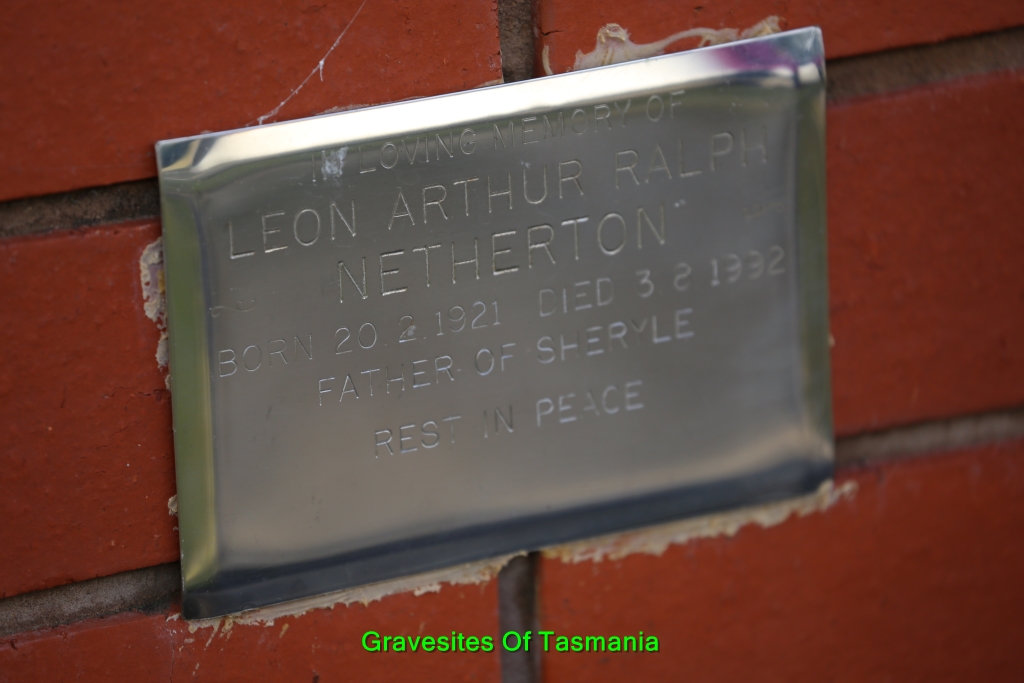 IN LOVING MEMORY OF
LEON ARTHUR RALPH
NETHERTON
BORN 20.2.1921 DIED 3.8.1992
FATHER OF SHERYLE
REST IN PEACE
Gravesites Of Tasmania